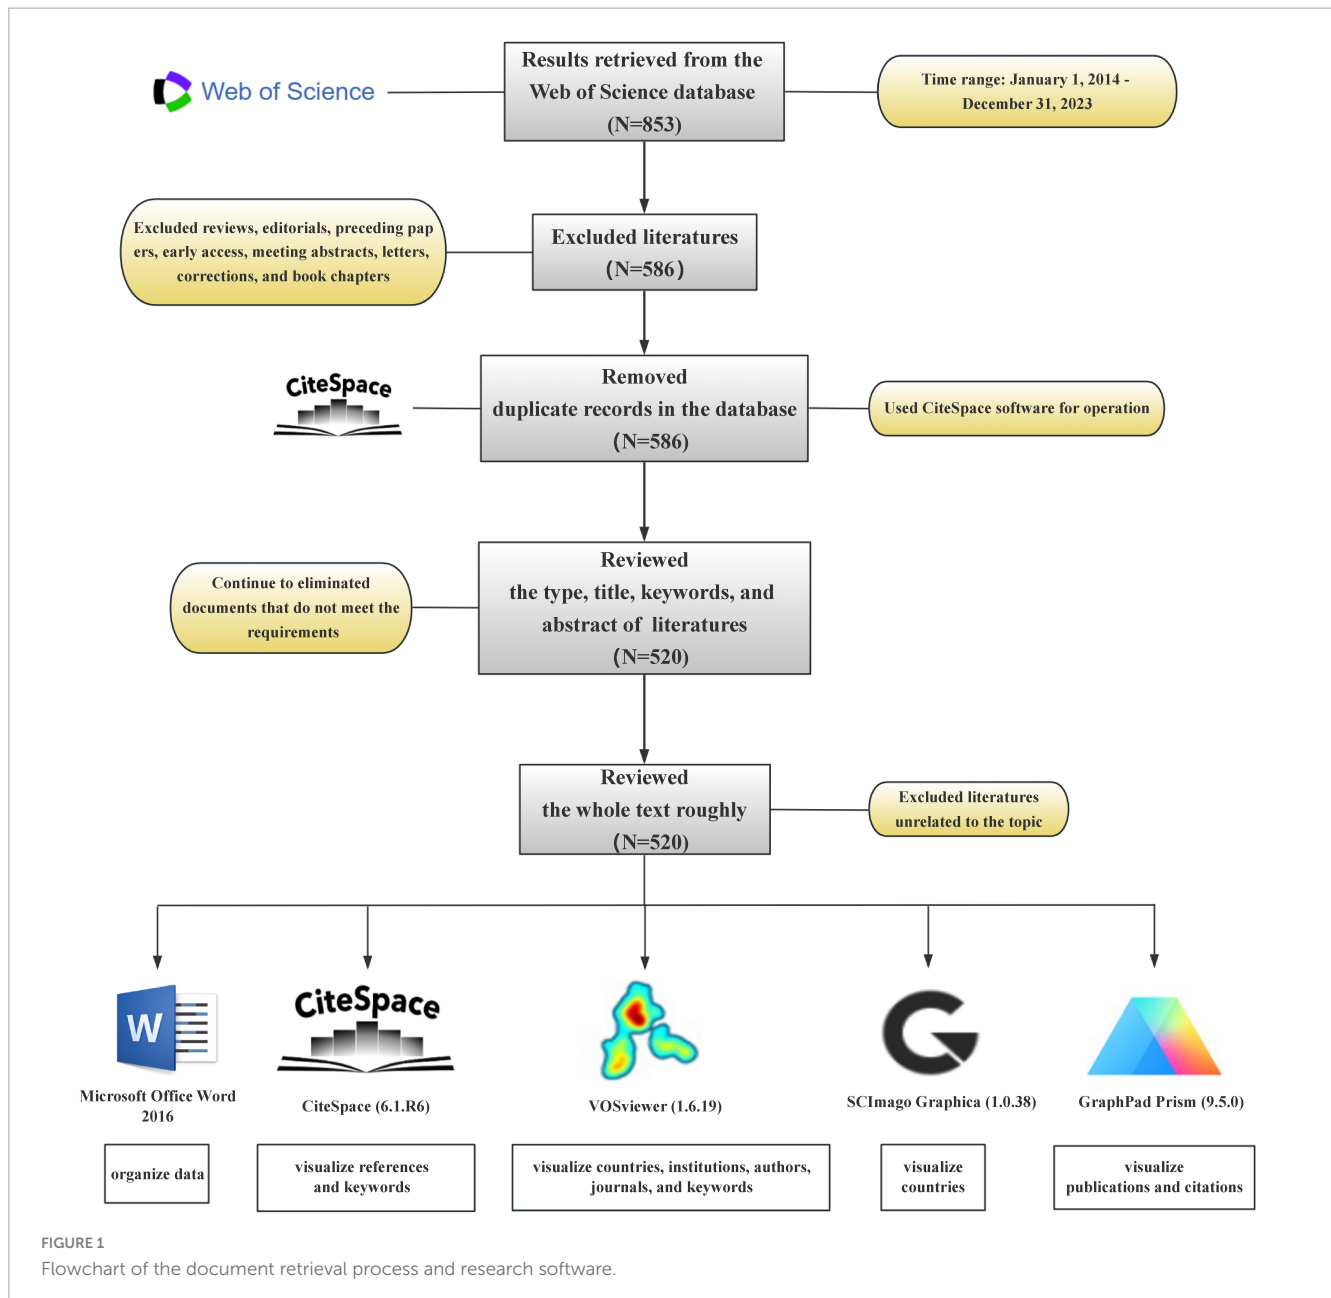 Web of Science
Results retrieved from the
Web of Science database
(N=853)
Time range: January 1, 2014 -
December 31, 2023
Excluded reviews, editorials, preceding pap
ers, early access, meeting abstracts, letters,
corrections, and book chapters
Excluded literatures
(N=586)
CiteSpace
Removed
duplicate records in the database
(N=586)
Used CiteSpace software for operation
Continue to eliminated
documents that do not meet the
requirements
Reviewed
the type, title, keywords, and
abstract of literatures
(N=520)
Reviewed
the whole text roughly
(N=520)
Excluded literatures
unrelated to the topic
W
CiteSpace
Microsoft Office Word
2016
CiteSpace (6.1.R6)
VOSviewer (1.6.19)
SCImago Graphica (1.0.38)
GraphPad Prism (9.5.0)
organize data
visualize references
and keywords
visualize countries, institutions, authors,
journals, and keywords
visualize
countries
visualize
publications and citations
FIGURE 1
Flowchart of the document retrieval process and research software.